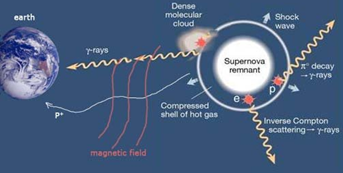 earth
Dense
molecular
cloud
Shock
wave
γ-rays
Supernova
remnant
π° decay
→ γ-rays
p
e
Compressed
shell of hot gas
p⁺
Inverse Compton
scattering → γ-rays
magnetic field